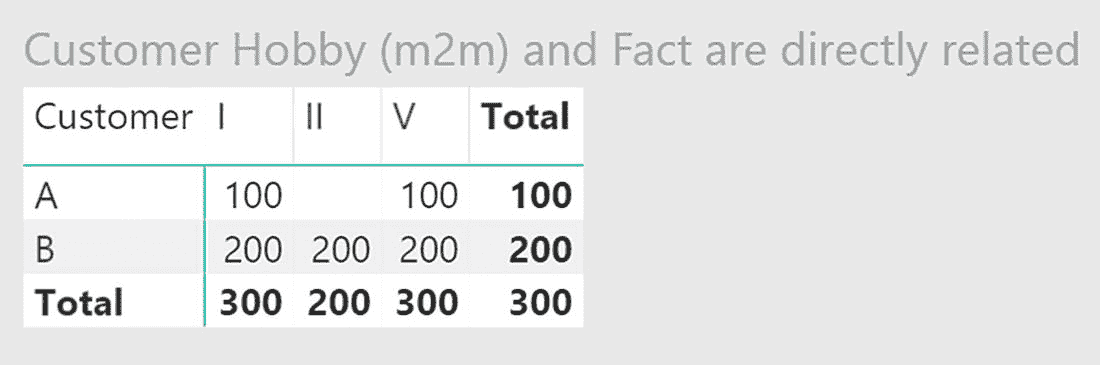 Customer Hobby (m2m) and Fact are directly related
Customer I II V Total
A 100 100 100
B 200 200 200 200
Total 300 200 300 300